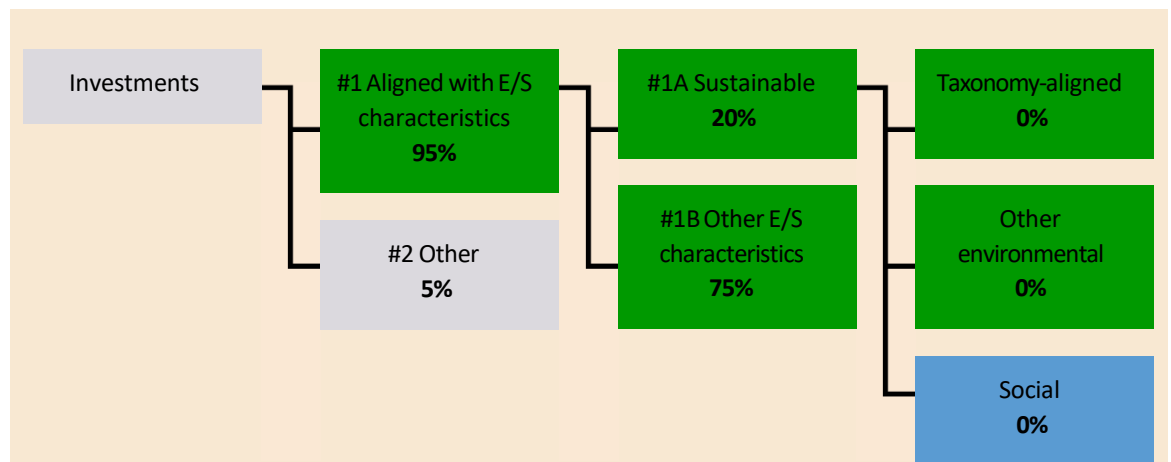 Investments
#1 Aligned with E/S
characteristics
95%
#2 Other
5%
#1A Sustainable
20%
#1B Other E/S
characteristics
75%
Taxonomy-aligned
0%
Other
environmental
0%
Social
0%